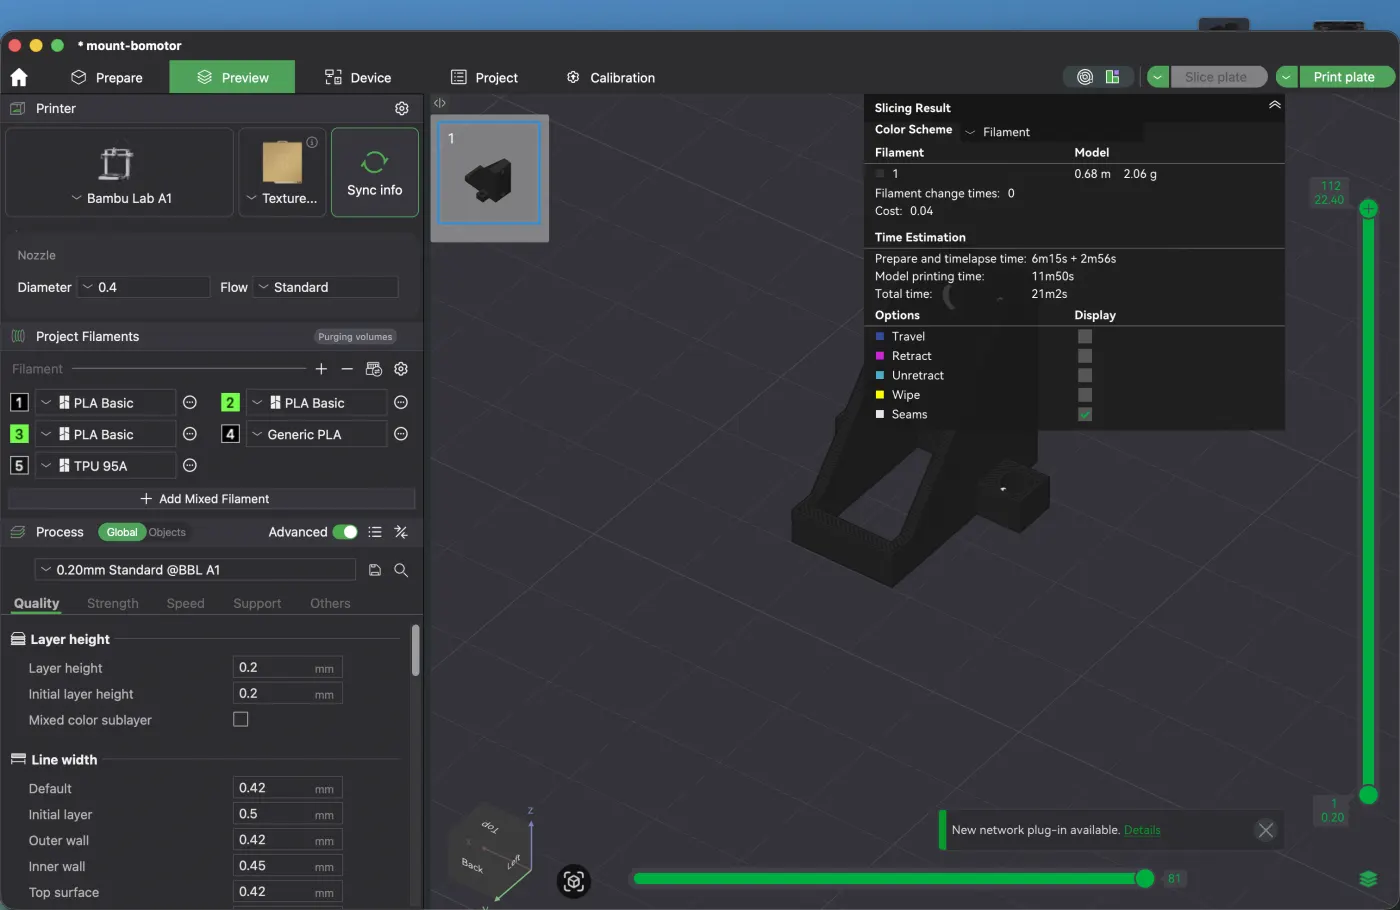 * mount-bomotor
Prepare
Preview
Device
Project
Calibration
Slice plate
Print plate
Printer
Bambu Lab A1
Texture...
Sync info
Nozzle
Diameter
0.4
Flow
Standard
Project Filaments
Purging volumes
Filament
1 PLA Basic
2 PLA Basic
3 PLA Basic
4 Generic PLA
5 TPU 95A
Add Mixed Filament
Process
Global
Objects
Advanced
0.20mm Standard @BBL A1
Quality
Strength
Speed
Support
Others
Layer height
Layer height 0.2 mm
Initial layer height 0.2 mm
Mixed color sublayer
Line width
Default 0.42 mm
Initial layer 0.5 mm
Outer wall 0.42 mm
Inner wall 0.45 mm
Top surface 0.42 mm
1
Slicing Result
Color Scheme Filament
Filament Model
1 0.68 m 2.06 g
Filament change times: 0
Cost: 0.04
Time Estimation
Prepare and timelapse time: 6m15s + 2m56s
Model printing time: 11m50s
Total time: 21m2s
Options Display
Travel
Retract
Unretract
Wipe
Seams
112
22.40
1
0.20
New network plug-in available. Details
Top
Back
Left
Z
81